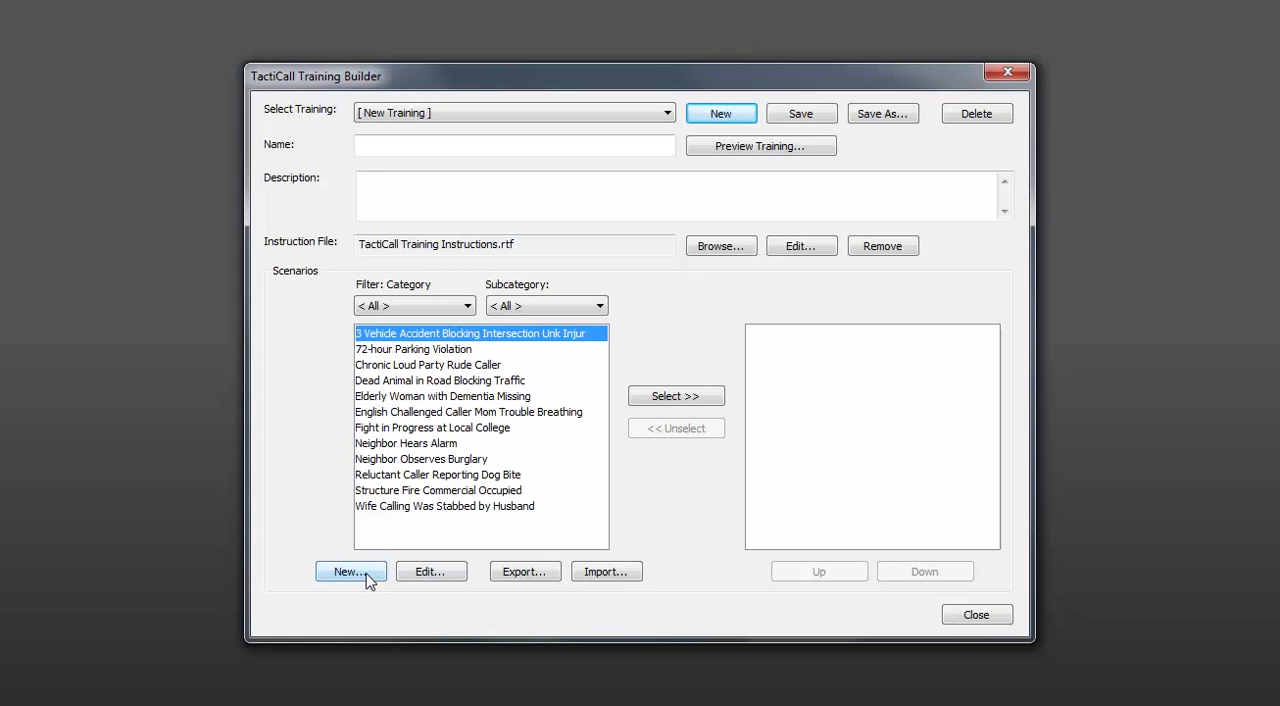 TactiCall Training Builder
Select Training: [ New Training ] New Save Save As... Delete
Name: Preview Training...
Description:
Instruction File: TactiCall Training Instructions.rtf Browse... Edit... Remove
Scenarios
Filter: Category Subcategory:
< All > < All >
3 Vehicle Accident Blocking Intersection Unk Injur
72-hour Parking Violation
Chronic Loud Party Rude Caller
Dead Animal in Road Blocking Traffic
Elderly Woman with Dementia Missing
English Challenged Caller Mom Trouble Breathing
Fight in Progress at Local College
Neighbor Hears Alarm
Neighbor Observes Burglary
Reluctant Caller Reporting Dog Bite
Structure Fire Commercial Occupied
Wife Calling Was Stabbed by Husband
Select >>
<< Unselect
New... Edit... Export... Import... Up Down
Close